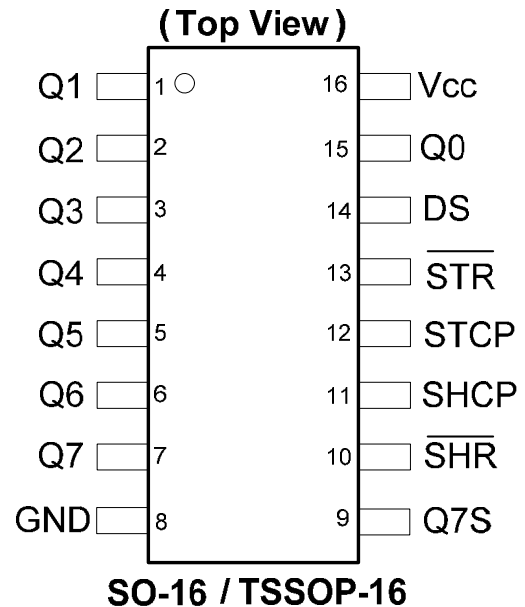 (Top View)
Q1 1 16 Vcc
Q2 2 15 Q0
Q3 3 14 DS
Q4 4 13 STR
Q5 5 12 STCP
Q6 6 11 SHCP
Q7 7 10 SHR
GND 8 9 Q7S
SO-16 / TSSOP-16